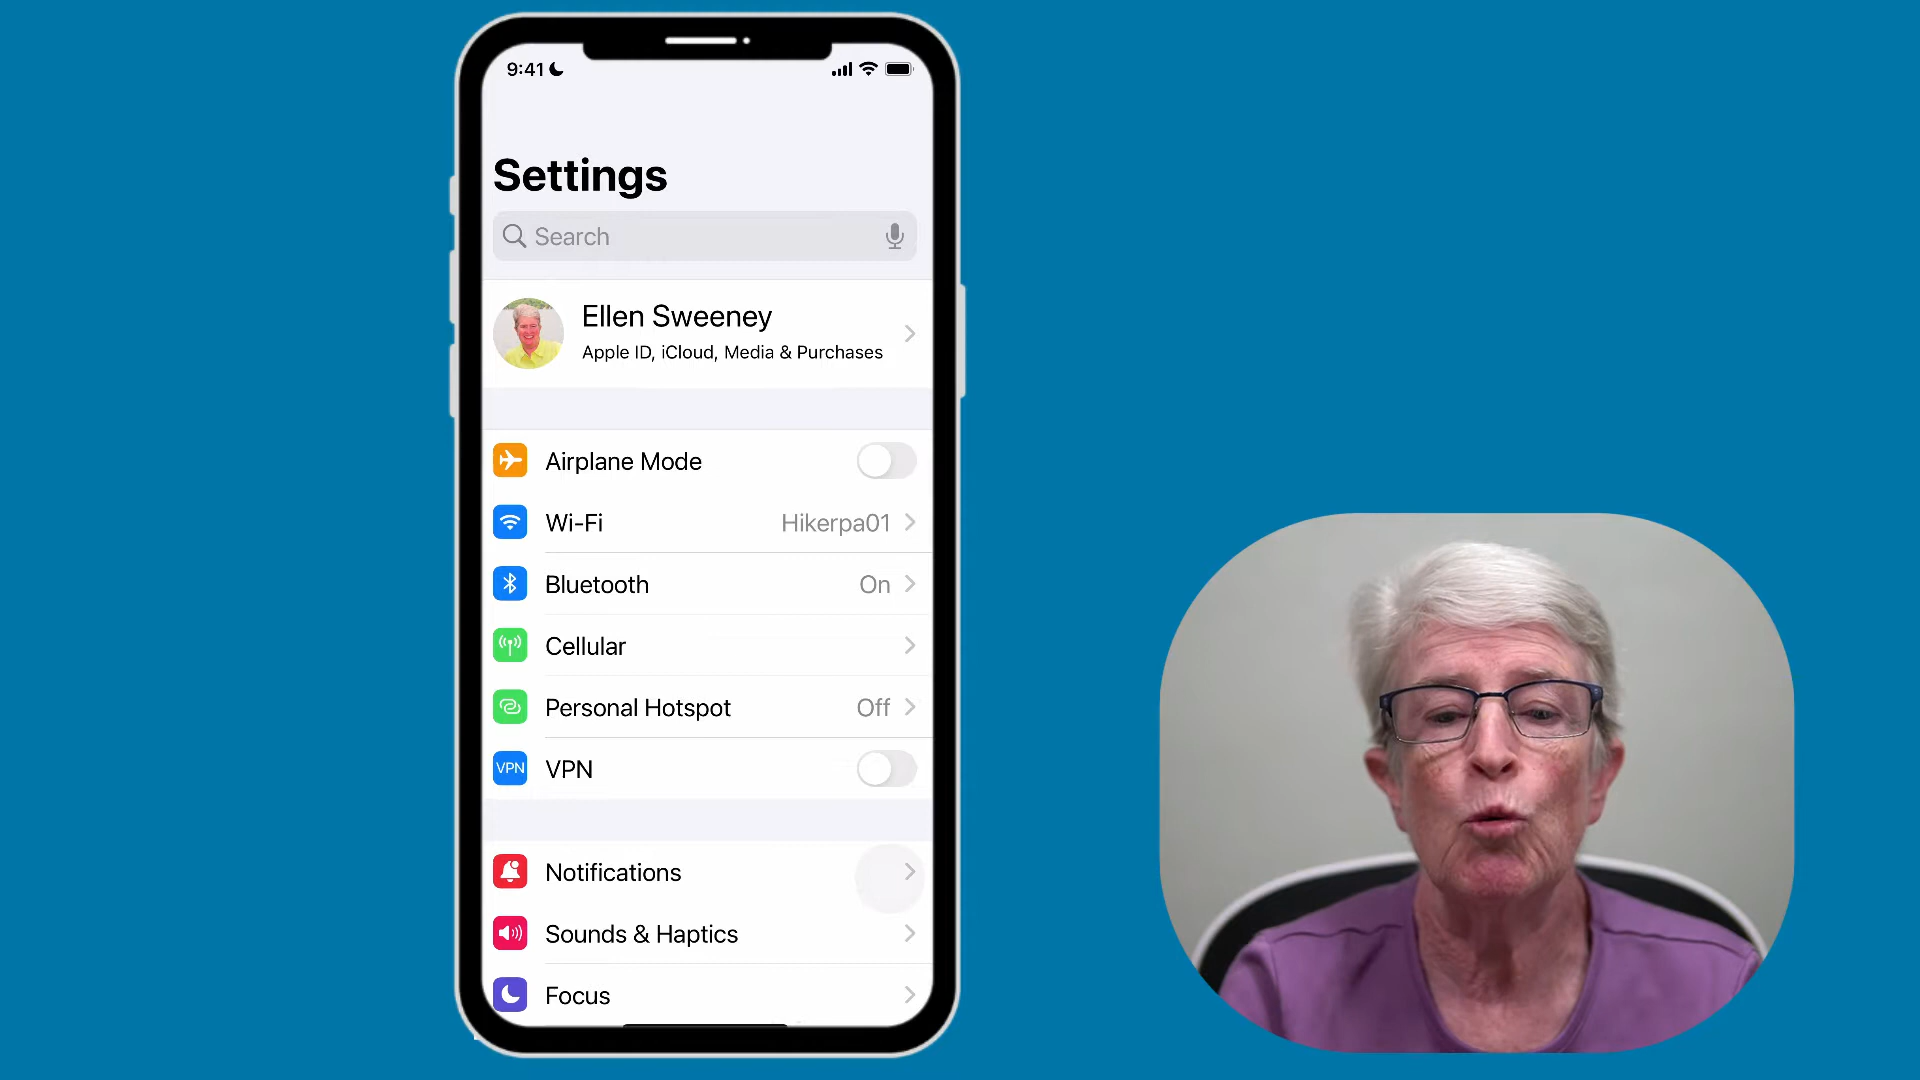 9:41
Settings
Search
Ellen Sweeney
Apple ID, iCloud, Media & Purchases
Airplane Mode
Wi-Fi Hikerpa01
Bluetooth On
Cellular
Personal Hotspot Off
VPN VPN
Notifications
Sounds & Haptics
Focus